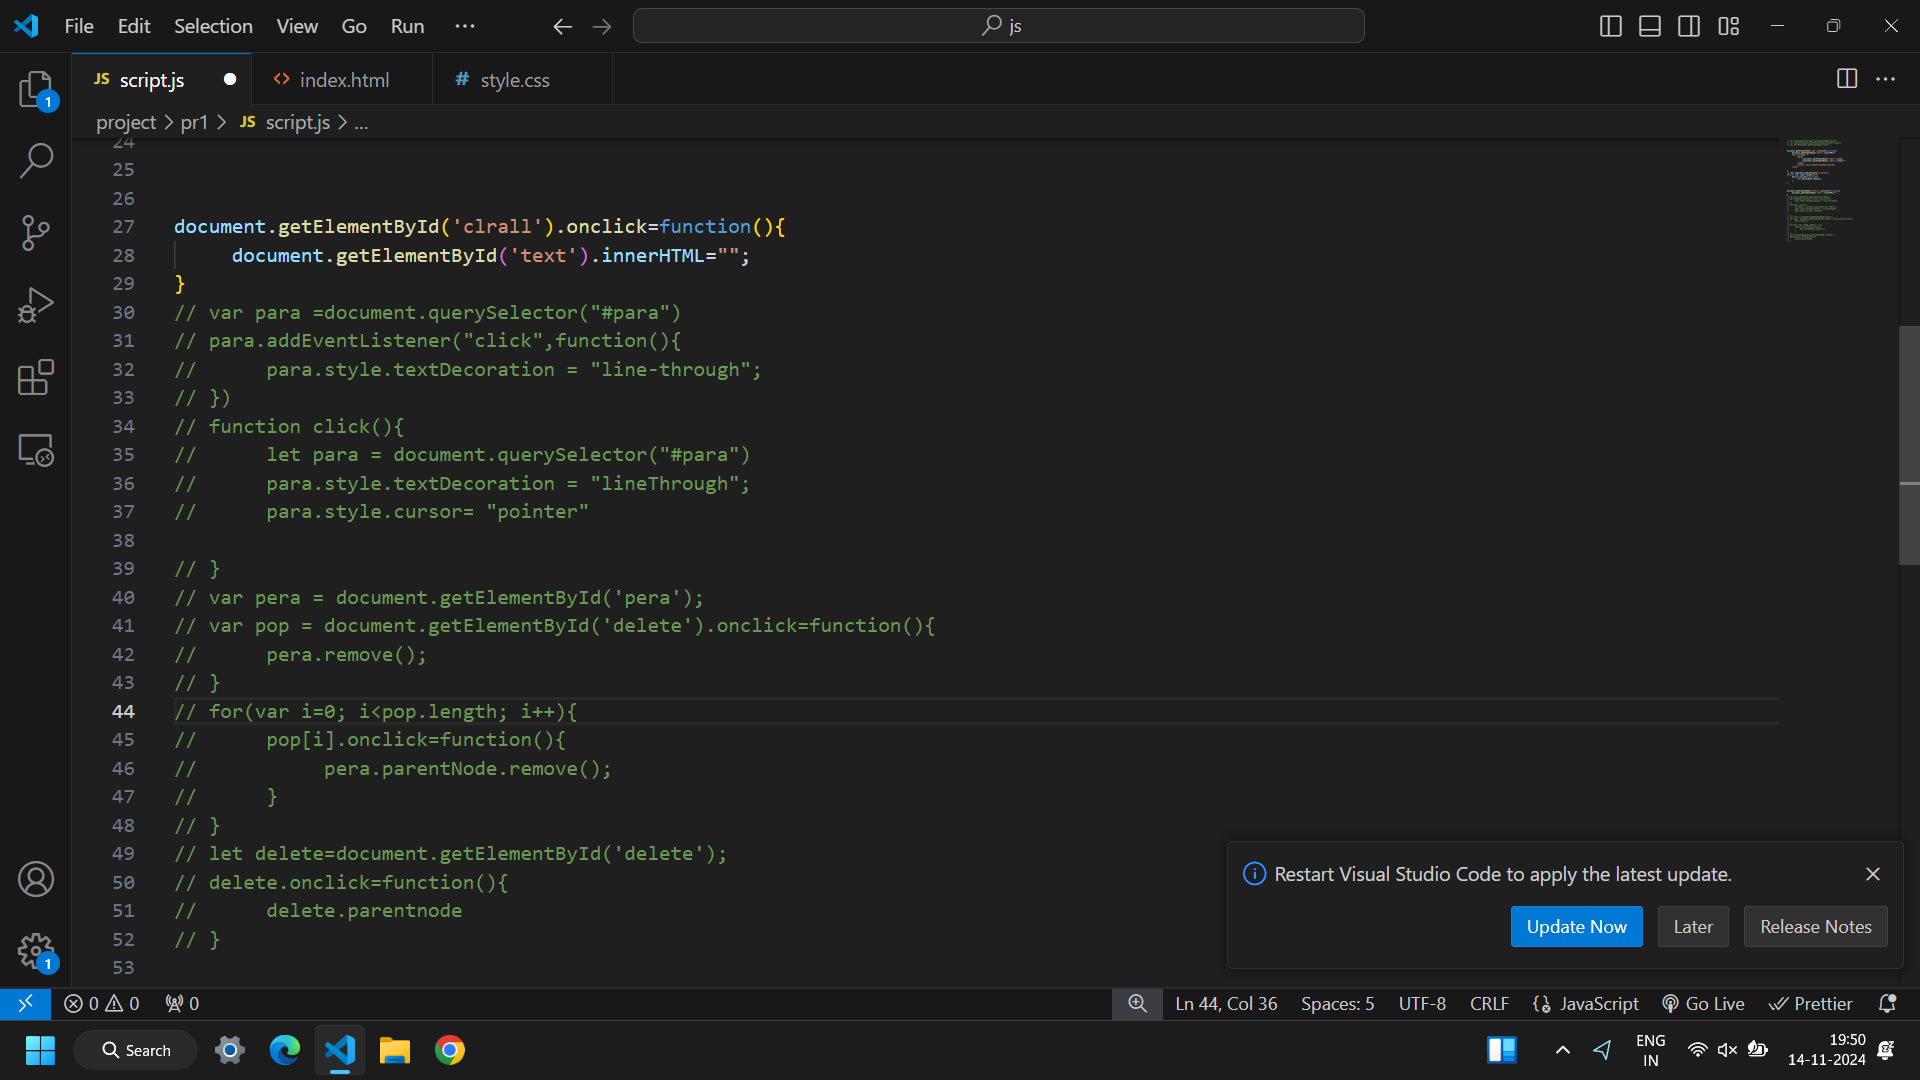 File Edit Selection View Go Run ...
js
JS script.js
<> index.html
# style.css
project > pr1 > JS script.js > ...
24
25
26
27 document.getElementById('clrall').onclick=function(){
28 document.getElementById('text').innerHTML="";
29 }
30 // var para =document.querySelector("#para")
31 // para.addEventListener("click",function(){
32 // para.style.textDecoration = "line-through";
33 // })
34 // function click(){
35 // let para = document.querySelector("#para")
36 // para.style.textDecoration = "lineThrough";
37 // para.style.cursor= "pointer"
38
39 // }
40 // var pera = document.getElementById('pera');
41 // var pop = document.getElementById('delete').onclick=function(){
42 // pera.remove();
43 // }
44 // for(var i=0; i<pop.length; i++){
45 // pop[i].onclick=function(){
46 // pera.parentNode.remove();
47 // }
48 // }
49 // let delete=document.getElementById('delete');
50 // delete.onclick=function(){
51 // delete.parentnode
52 // }
53
1
1
Restart Visual Studio Code to apply the latest update.
Update Now
Later
Release Notes
0 0 0
Ln 44, Col 36
Spaces: 5
UTF-8
CRLF
{} JavaScript
Go Live
Prettier
Search
ENG
IN
19:50
14-11-2024